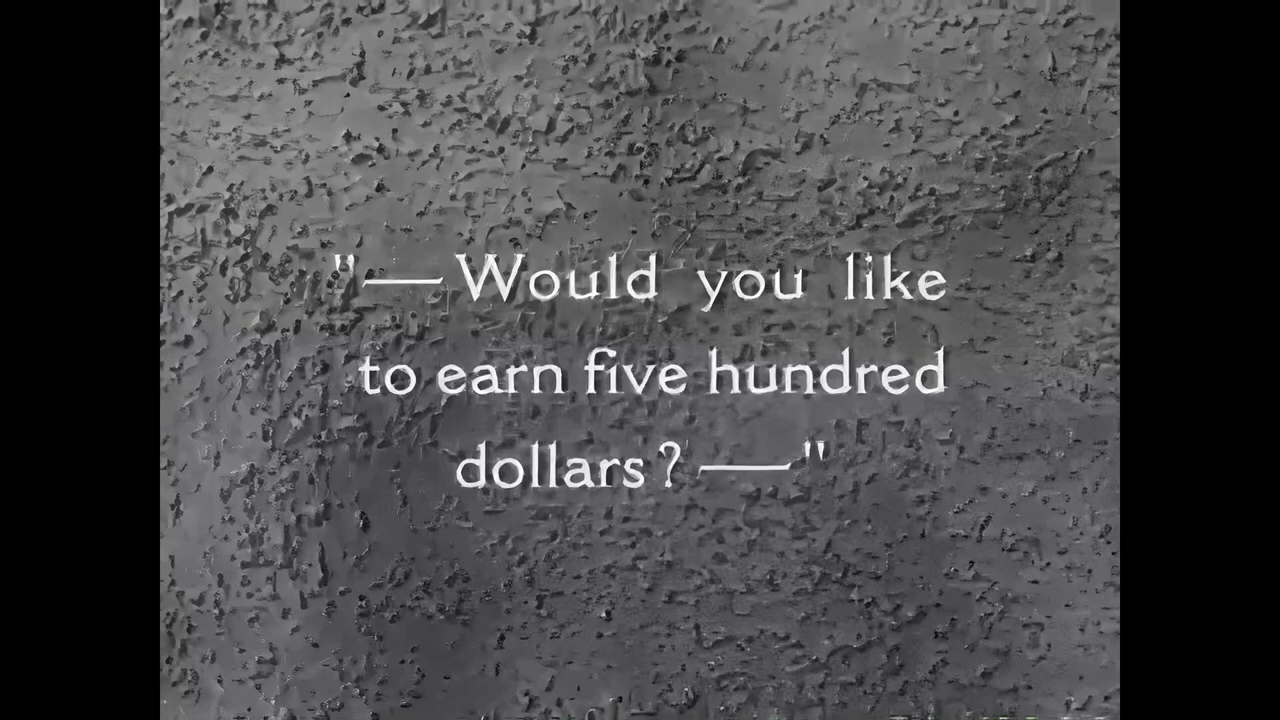 "— Would you like
to earn five hundred
dollars? —"